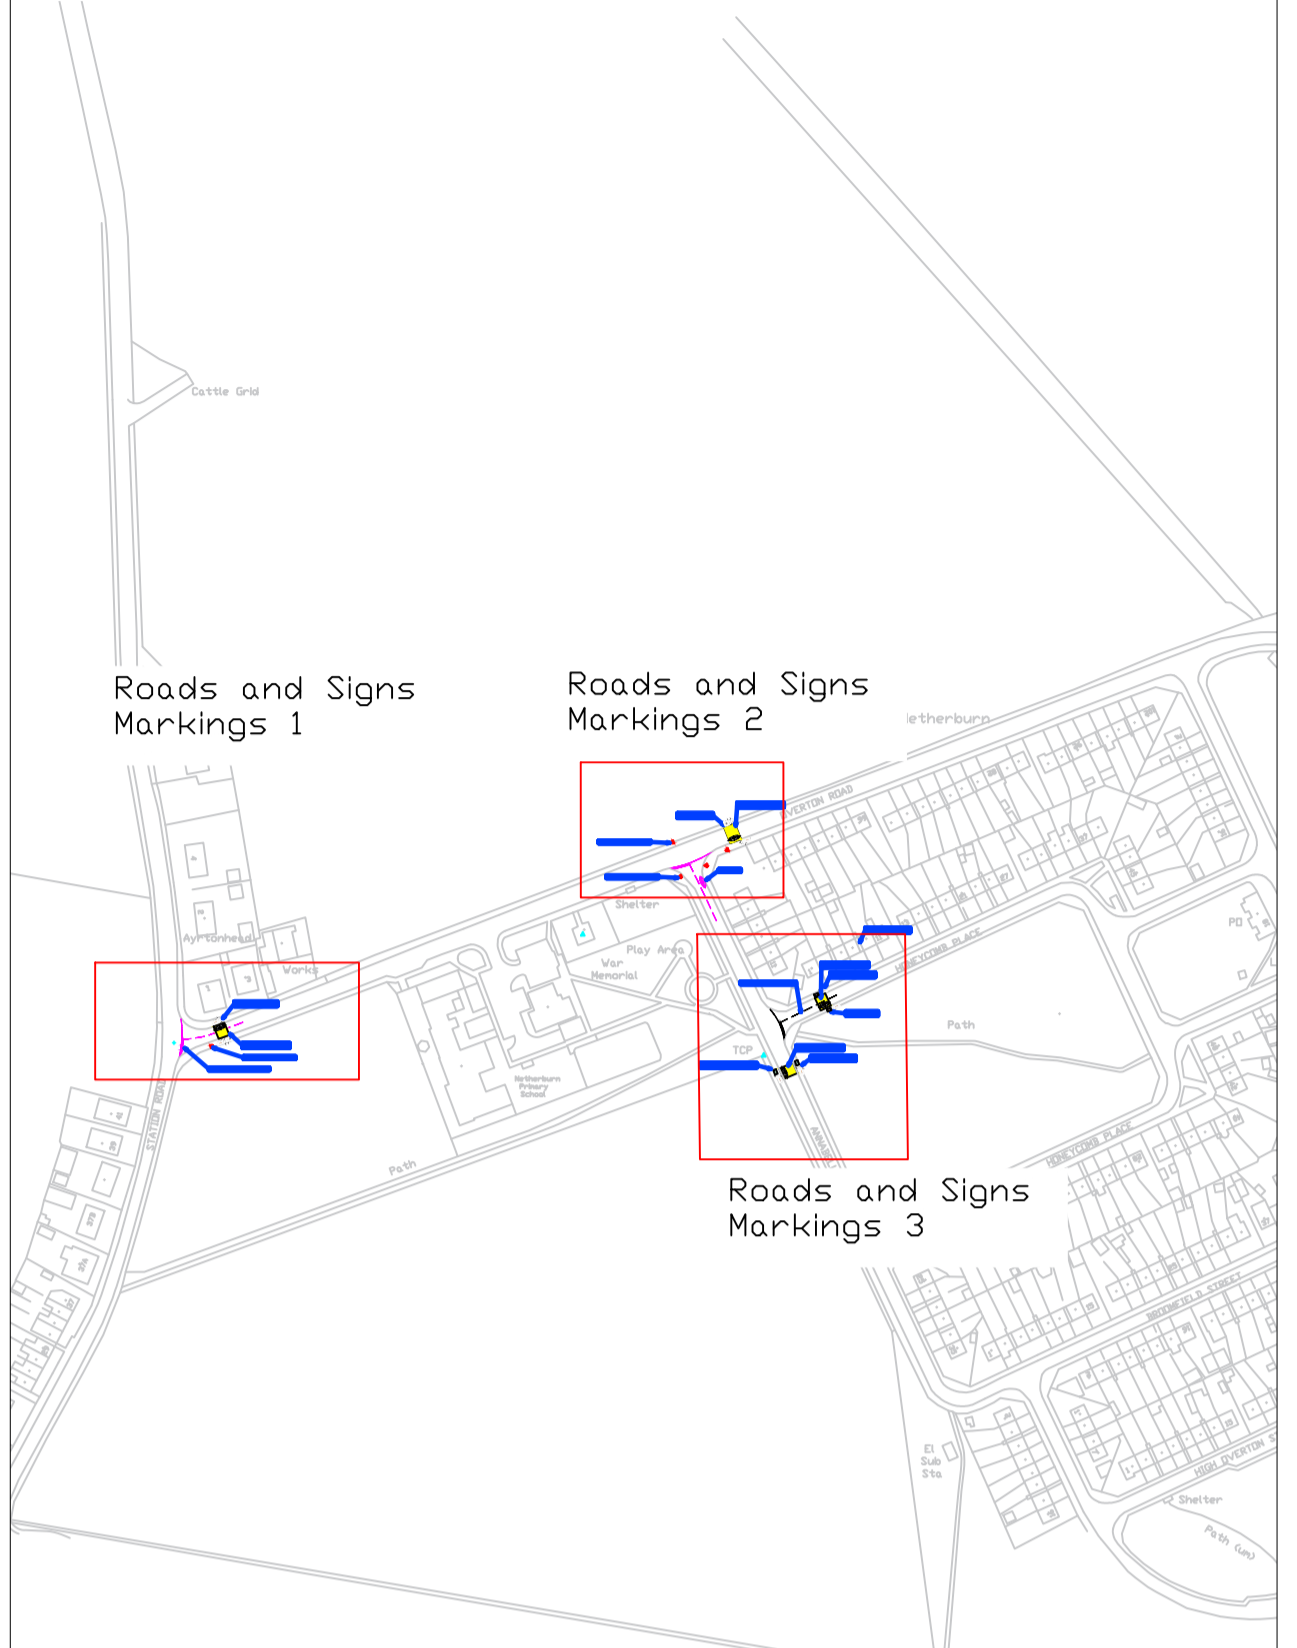 Cattle Grid
Roads and Signs
Markings 1
Roads and Signs
Markings 2
etherburn
OVERTON ROAD
Ayrtonhead
Works
Shelter
Play Area
War
Memorial
HONEYCOMB PLACE
PO
Path
TCP
Netherburn
Primary
School
STATION ROAD
Path
HONEYCOMB PLACE
Roads and Signs
Markings 3
37B
37A
BROOMFIELD STREET
El
Sub
Sta
HIGH OVERTON S
Shelter
Path (um)